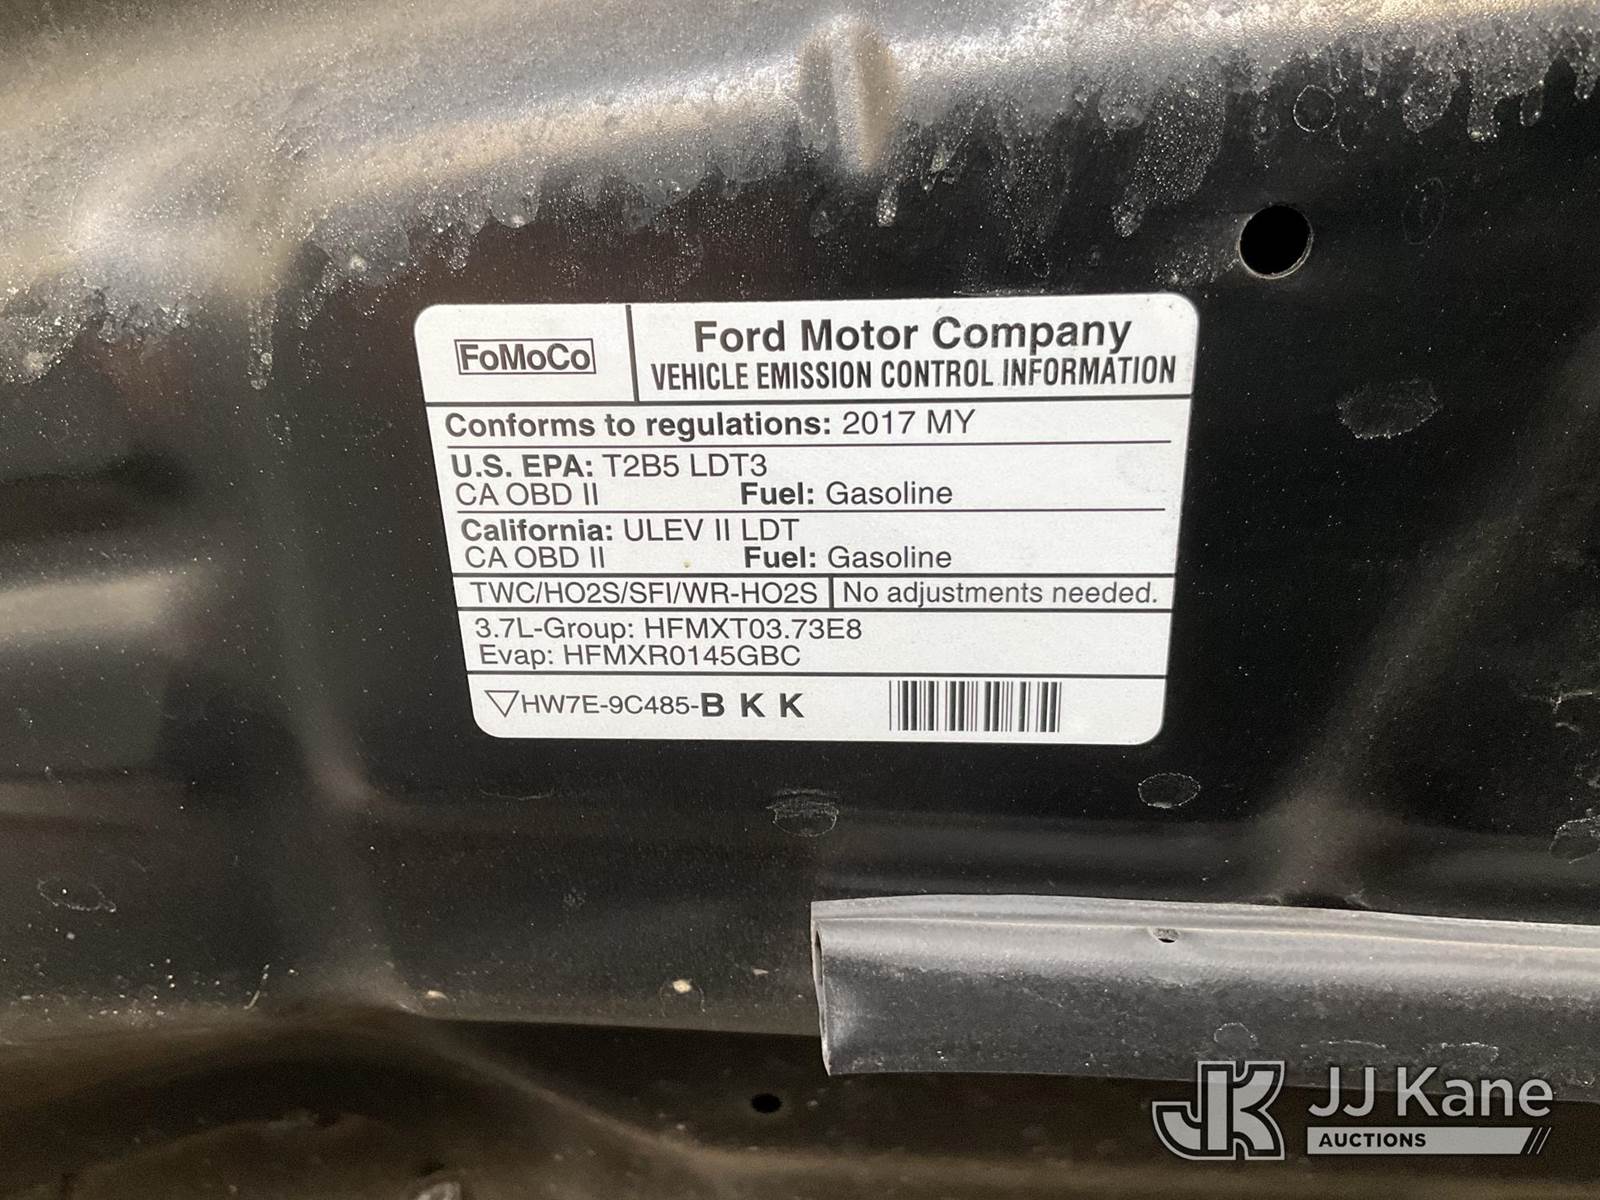 FoMoCo
Ford Motor Company
VEHICLE EMISSION CONTROL INFORMATION
Conforms to regulations: 2017 MY
U.S. EPA: T2B5 LDT3
CA OBD II Fuel: Gasoline
California: ULEV II LDT
CA OBD II Fuel: Gasoline
TWC/HO2S/SFI/WR-HO2S No adjustments needed.
3.7L-Group: HFMXT03.73E8
Evap: HFMXR0145GBC
HW7E-9C485-B K K
JK JJ Kane
AUCTIONS